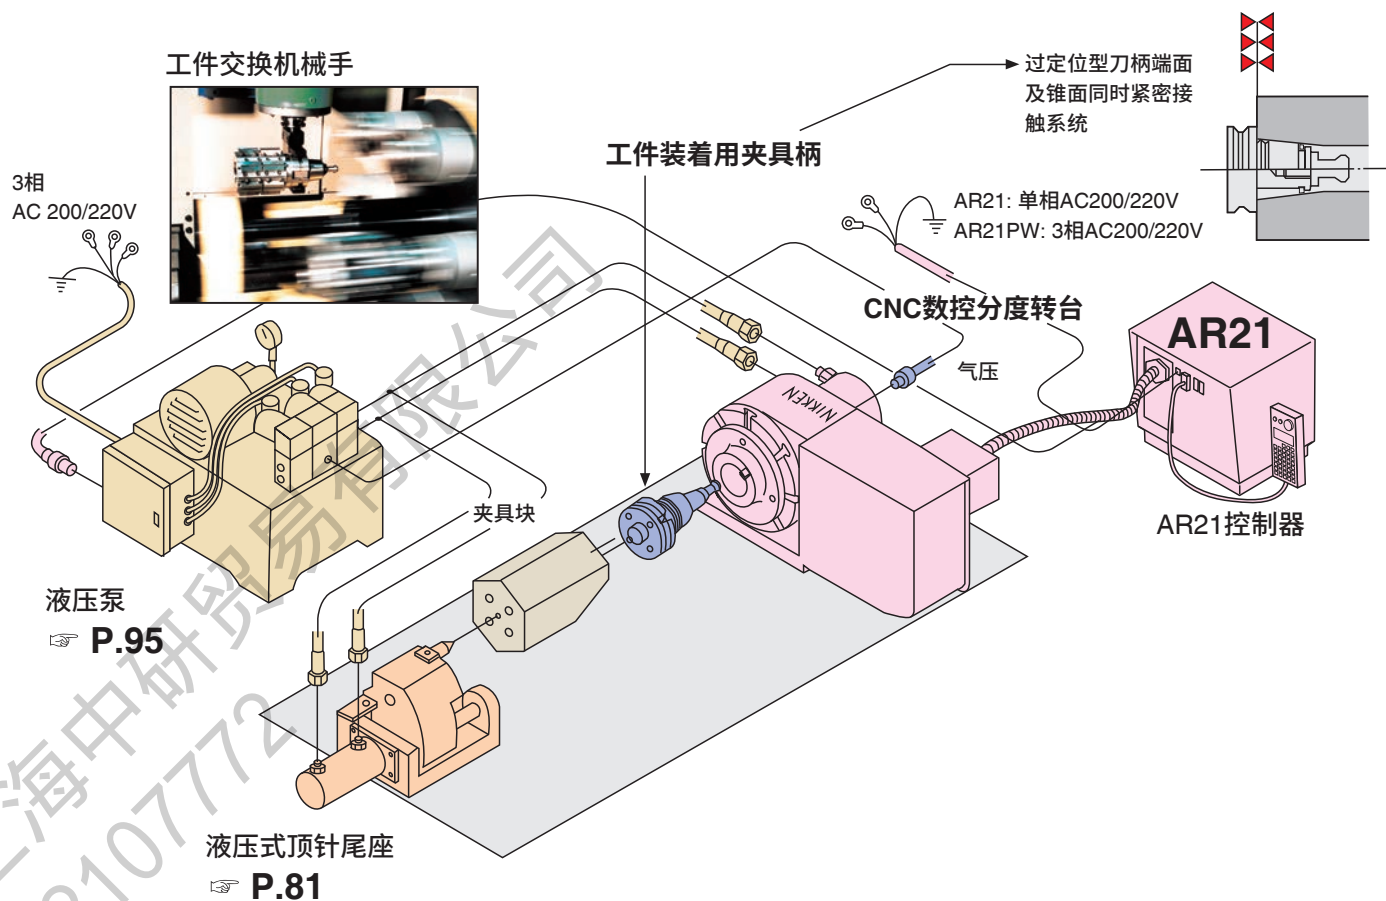 工件交换机械手
过定位型刀柄端面
及锥面同时紧密接
触系统
工件装着用夹具柄
3相
AC 200/220V
AR21: 单相AC200/220V
AR21PW: 3相AC200/220V
CNC数控分度转台
AR21
气压
NIKKEN
夹具块
AR21控制器
液压泵
☞ P.95
液压式顶针尾座
☞ P.81
上海中研贸易有限公司
8107772